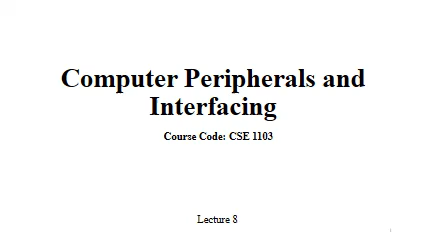 Computer Peripherals and
Interfacing
Course Code: CSE 1103
Lecture 8